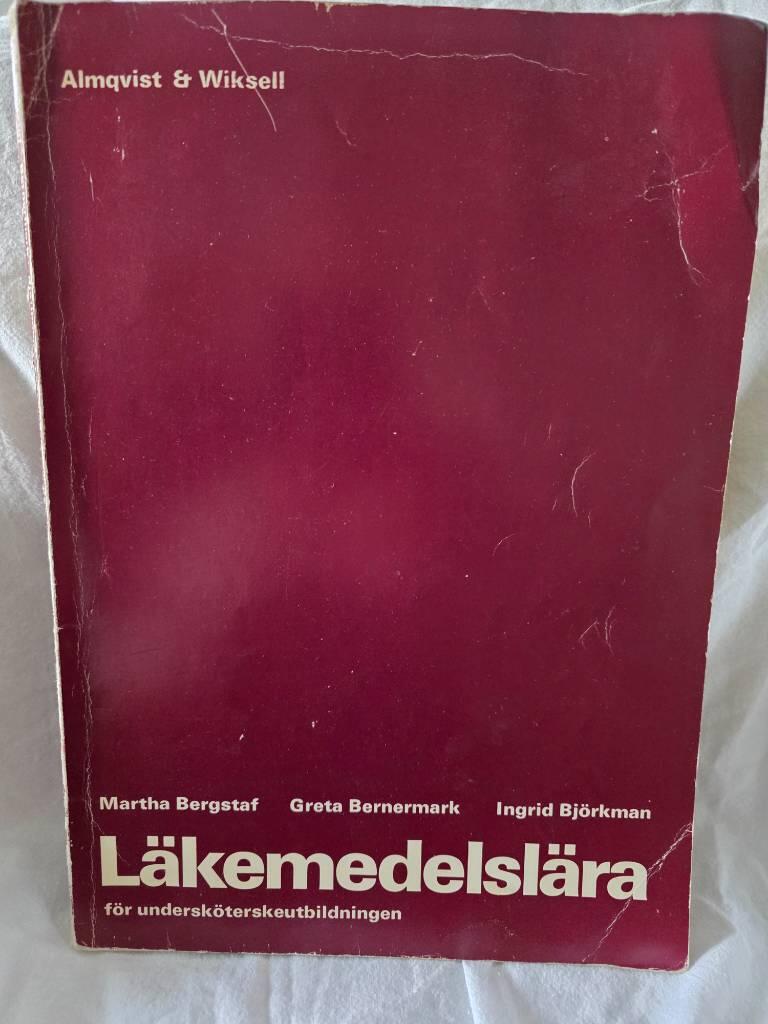 Almqvist & Wiksell
Martha Bergstaf Greta Bernermark Ingrid Björkman
Läkemedelslära
för undersköterskeutbildningen